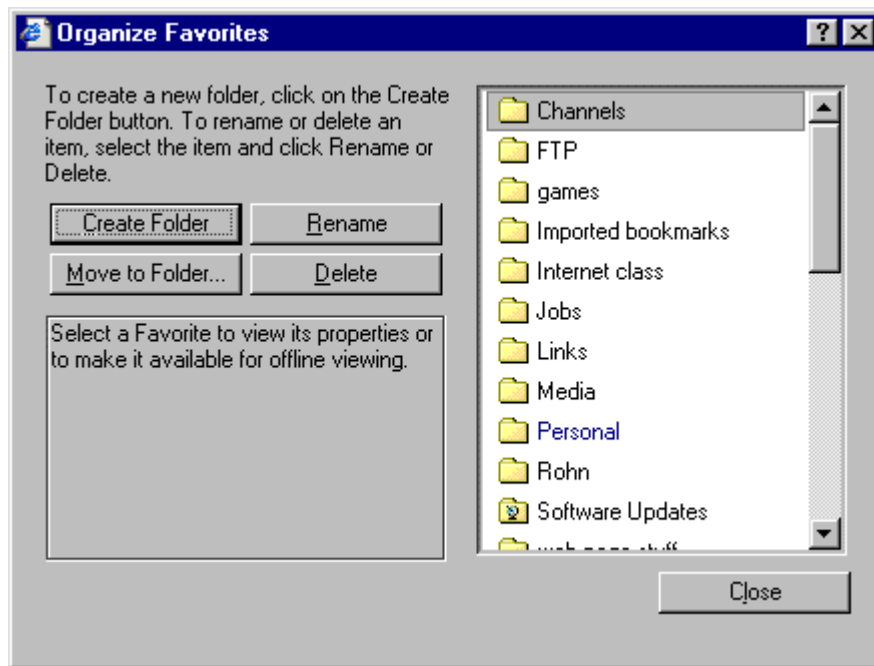 Organize Favorites
To create a new folder, click on the Create
Folder button. To rename or delete an
item, select the item and click Rename or
Delete.
Create Folder
Rename
Move to Folder...
Delete
Select a Favorite to view its properties or
to make it available for offline viewing.
Channels
FTP
games
Imported bookmarks
Internet class
Jobs
Links
Media
Personal
Rohn
Software Updates
web page stuff
Close